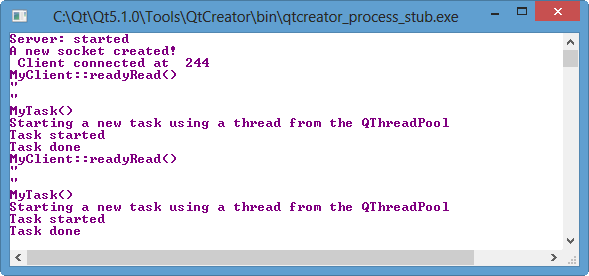 C:\Qt\Qt5.1.0\Tools\QtCreator\bin\qtcreator_process_stub.exe
Server: started
A new socket created!
 Client connected at  244
MyClient::readyRead()
"
"
MyTask()
Starting a new task using a thread from the QThreadPool
Task started
Task done
MyClient::readyRead()
"
"
MyTask()
Starting a new task using a thread from the QThreadPool
Task started
Task done